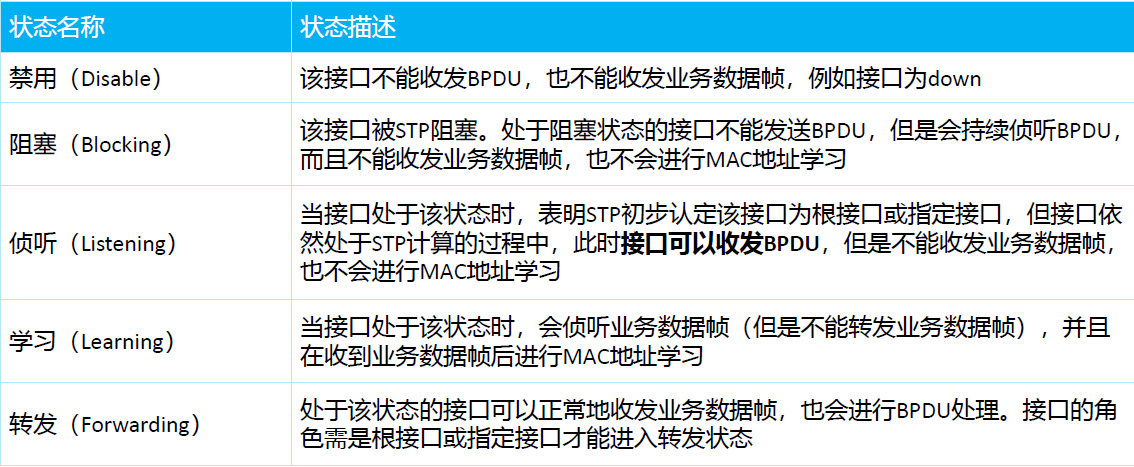 状态名称
状态描述
禁用（Disable）
该接口不能收发BPDU，也不能收发业务数据帧，例如接口为down
阻塞（Blocking）
该接口被STP阻塞。处于阻塞状态的接口不能发送BPDU，但是会持续侦听BPDU，
而且不能收发业务数据帧，也不会进行MAC地址学习
侦听（Listening）
当接口处于该状态时，表明STP初步认定该接口为根接口或指定接口，但接口依
然处于STP计算的过程中，此时接口可以收发BPDU，但是不能收发业务数据帧，
也不会进行MAC地址学习
学习（Learning）
当接口处于该状态时，会侦听业务数据帧（但是不能转发业务数据帧），并且
在收到业务数据帧后进行MAC地址学习
转发（Forwarding）
处于该状态的接口可以正常地收发业务数据帧，也会进行BPDU处理。接口的角
色需是根接口或指定接口才能进入转发状态